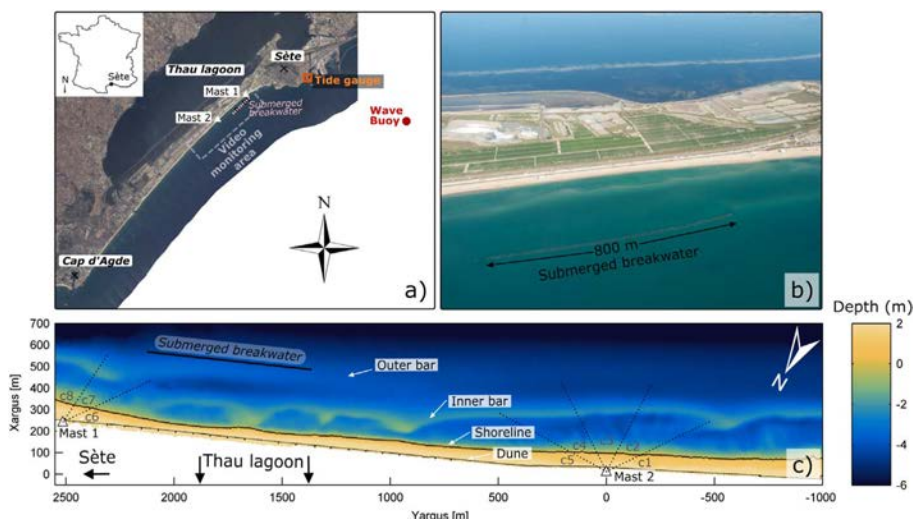 Sète
N
Thau lagoon
Sète
Tide gauge
Mast 1
Mast 2
Submerged
breakwater
Wave
Buoy
Video
monitoring
area
N
Cap d'Agde
a)
800 m
Submerged breakwater
b)
Depth (m)
700
600
500
400
300
200
100
0
Xargus [m]
Submerged breakwater
Outer bar
Inner bar
Shoreline
Dune
c8
c7
c6
Mast 1
c4
c5
c2
c1
Mast 2
N
Sète
Thau lagoon
c)
2500
2000
1500
1000
500
0
-500
-1000
Yargus [m]
2
0
-2
-4
-6